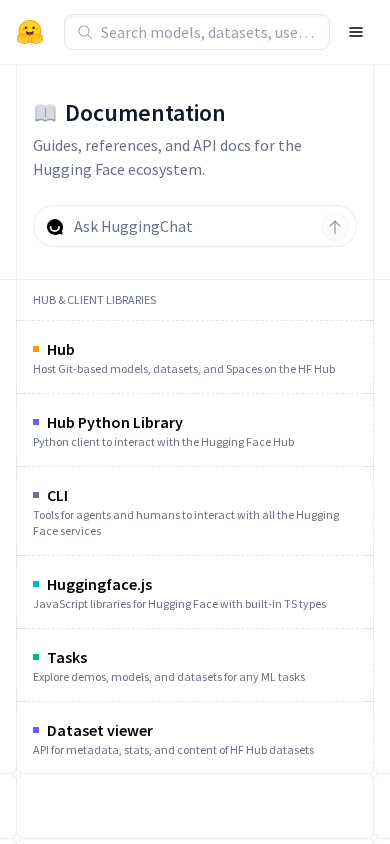 Search models, datasets, use…
Documentation
Guides, references, and API docs for the
Hugging Face ecosystem.
Ask HuggingChat
HUB & CLIENT LIBRARIES
Hub
Host Git-based models, datasets, and Spaces on the HF Hub
Hub Python Library
Python client to interact with the Hugging Face Hub
CLI
Tools for agents and humans to interact with all the Hugging
Face services
Huggingface.js
JavaScript libraries for Hugging Face with built-in TS types
Tasks
Explore demos, models, and datasets for any ML tasks
Dataset viewer
API for metadata, stats, and content of HF Hub datasets